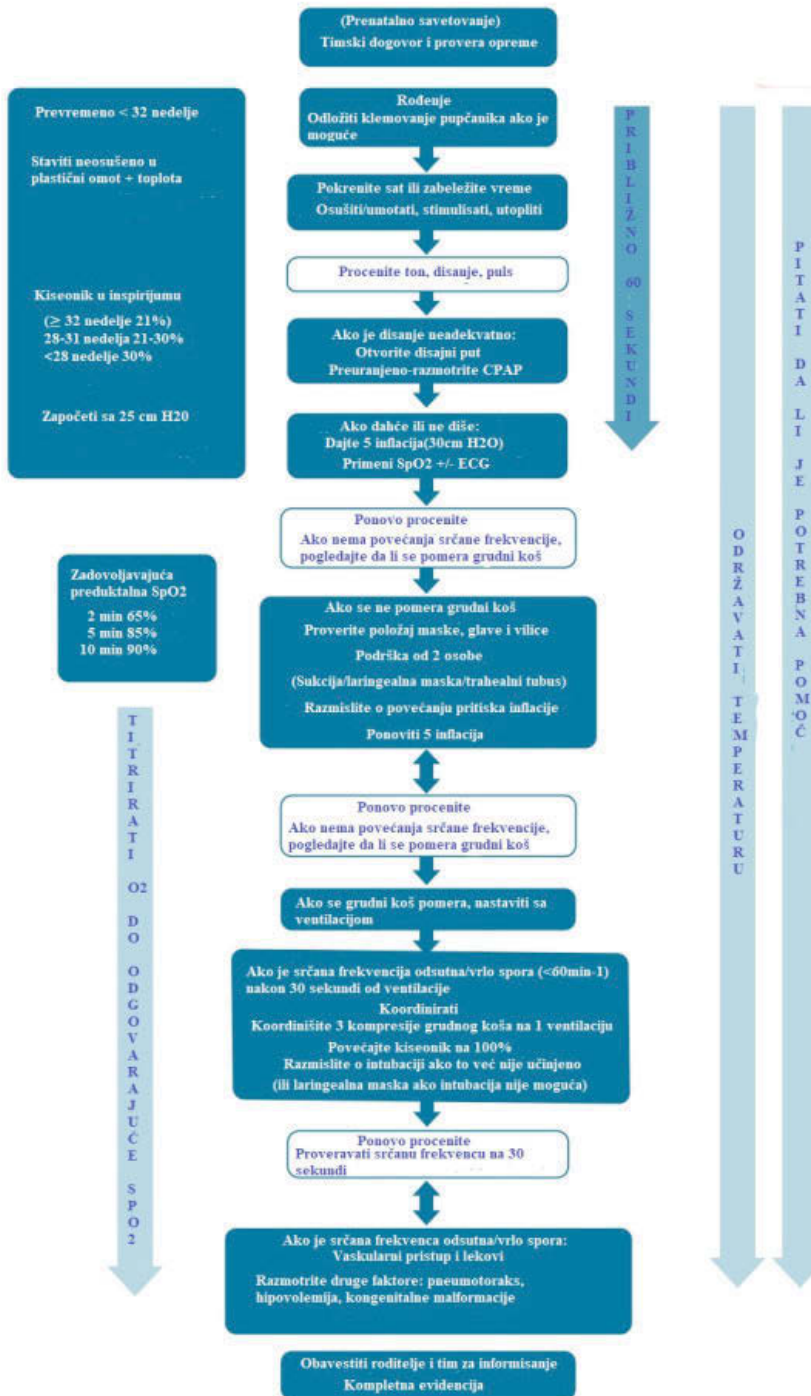 (Prenatalno savetovanje)
Timski dogovor i provera opreme
Prevremeno < 32 nedelje
Staviti neosušeno u
plastični omot + toplota
Kiseonik u inspirijumu
(≥ 32 nedelje 21%)
28-31 nedelja 21-30%
<28 nedelje 30%
Započeti sa 25 cm H20
Rođenje
Odložiti klemovanje pupčanika ako je
moguće
Pokrenite sat ili zabeležite vreme
Osušiti/umotati, stimulisati, utopliti
Procenite ton, disanje, puls
Ako je disanje neadekvatno:
Otvorite disajni put
Preuranjeno-razmotrite CPAP
Ako dahće ili ne diše:
Dajte 5 inflacija(30cm H2O)
Primeni SpO2 +/- ECG
PRIBLIŽNO 60 SEKUNDI
Ponovo procenite
Ako nema povećanja srčane frekvencije,
pogledajte da li se pomera grudni koš
Zadovoljavajuća
preduktalna SpO2
2 min 65%
5 min 85%
10 min 90%
Ako se ne pomera grudni koš
Proverite položaj maske, glave i vilice
Podrška od 2 osobe
(Sukcija/laringealna maska/trahealni tubus)
Razmislite o povećanju pritiska inflacije
Ponoviti 5 inflacija
Ponovo procenite
Ako nema povećanja srčane frekvencije,
pogledajte da li se pomera grudni koš
Ako se grudni koš pomera, nastaviti sa
ventilacijom
Ako je srčana frekvencija odsutna/vrlo spora (<60min-1)
nakon 30 sekundi od ventilacije
Koordinirati
Koordinišite 3 kompresije grudnog koša na 1 ventilaciju
Povećajte kiseonik na 100%
Razmislite o intubaciji ako to već nije učinjeno
(ili laringealna maska ako intubacija nije moguća)
Ponovo procenite
Proveravati srčanu frekvencu na 30
sekundi
Ako je srčana frekvenca odsutna/vrlo spora:
Vaskularni pristup i lekovi
Razmotrite druge faktore: pneumotoraks,
hipovolemija, kongenitalne malformacije
Obavestiti roditelje i tim za informisanje
Kompletna evidencija
TITRIRATI O2 DO ODGOVARAJUĆE SPO2
ODRŽAVATI TEMPERATURU
PITATI DA LI JE POTREBNA POMOĆ